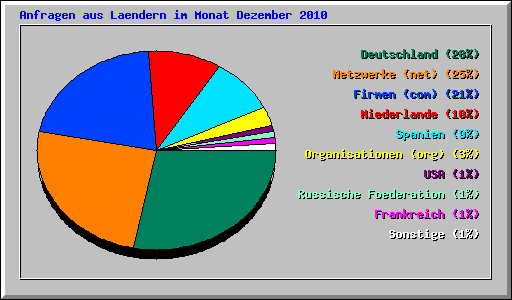 Anfragen aus Laendern im Monat Dezember 2010
Deutschland (28%)
Netzwerke (net) (25%)
Firmen (com) (21%)
Niederlande (10%)
Spanien (9%)
Organisationen (org) (3%)
USA (1%)
Russische Foederation (1%)
Frankreich (1%)
Sonstige (1%)